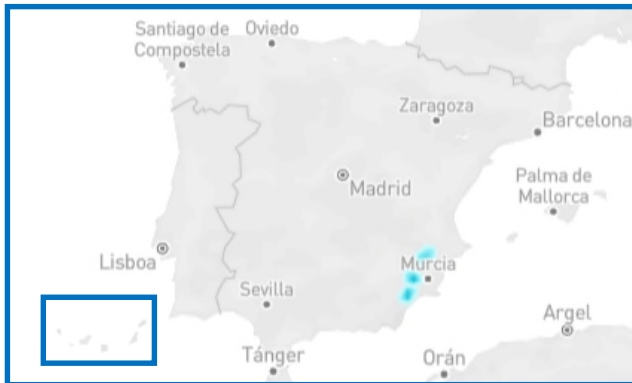 Santiago de
Compostela
Oviedo
Zaragoza
Barcelona
Madrid
Palma de
Mallorca
Lisboa
Murcia
Sevilla
Argel
Tánger
Orán